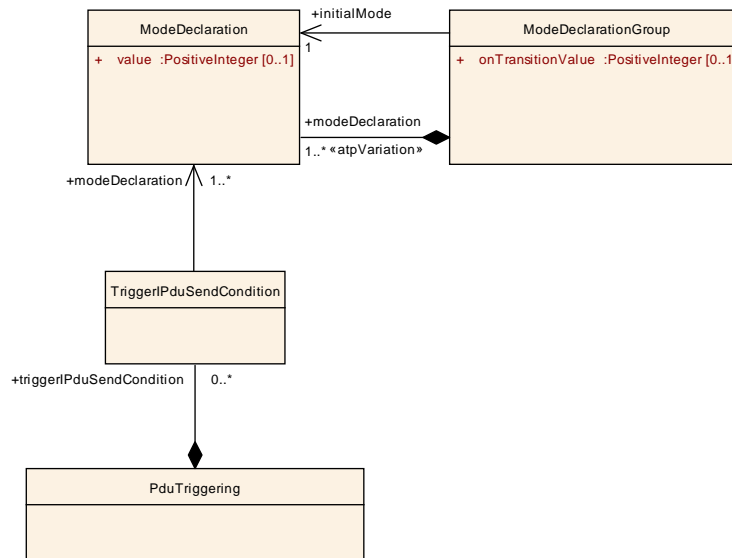 +initialMode
ModeDeclaration
ModeDeclarationGroup
1
+ value :PositiveInteger [0..1]
+ onTransitionValue :PositiveInteger [0..1
+modeDeclaration
1..* «atpVariation»
+modeDeclaration 1..*
TriggerIPduSendCondition
+triggerIPduSendCondition 0..*
PduTriggering